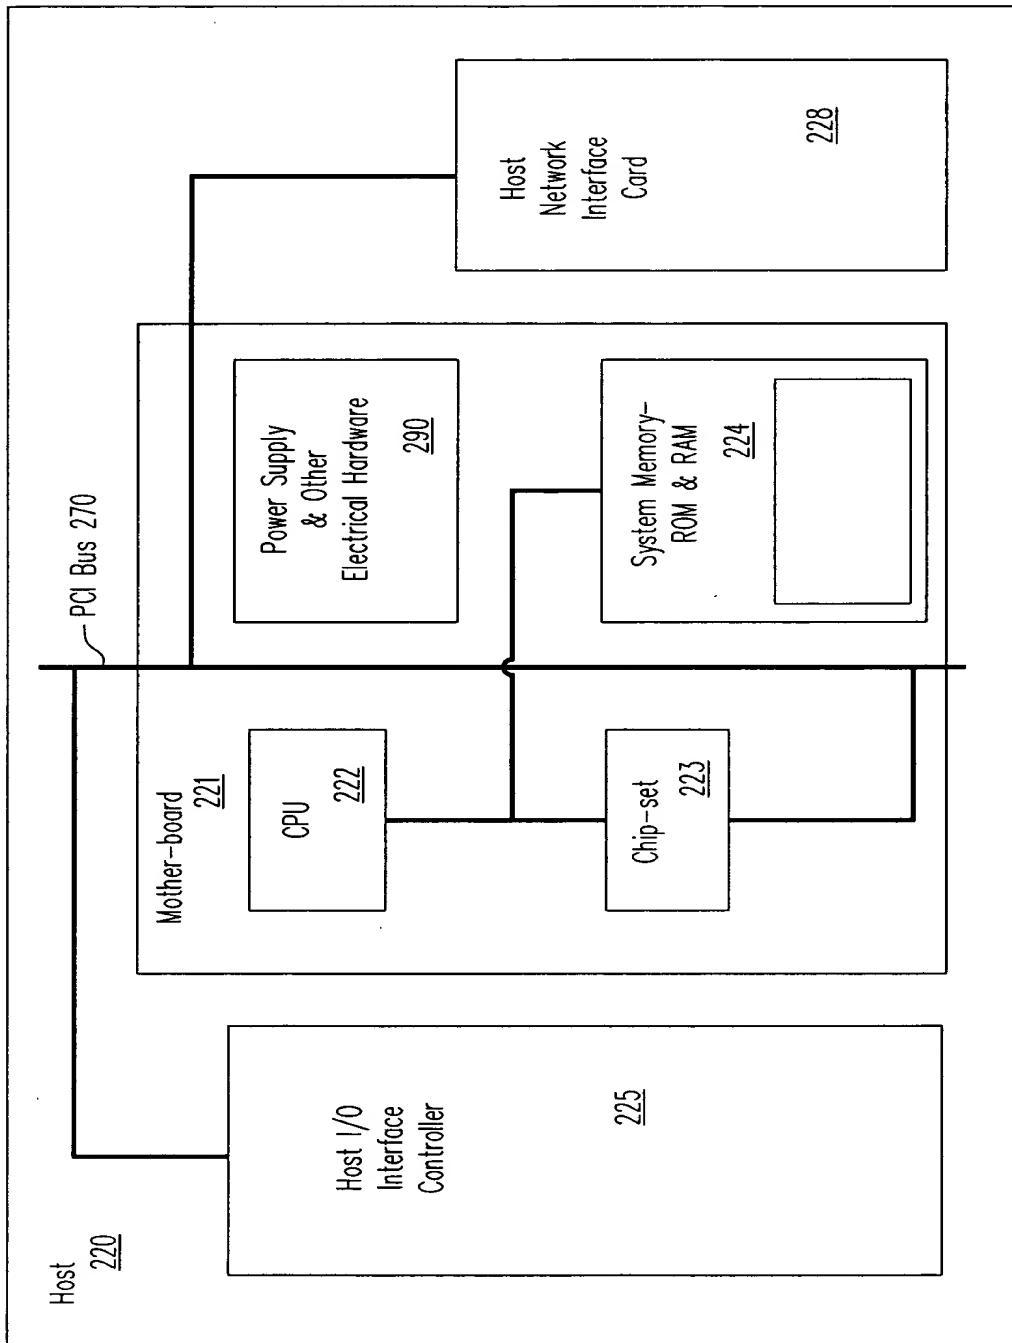 Host
220
PCI Bus 270
Host I/O
Interface
Controller
225
Mother-board
221
CPU
222
Chip-set
223
Power Supply
& Other
Electrical Hardware
290
System Memory-
ROM & RAM
224
Host
Network
Interface
Card
228